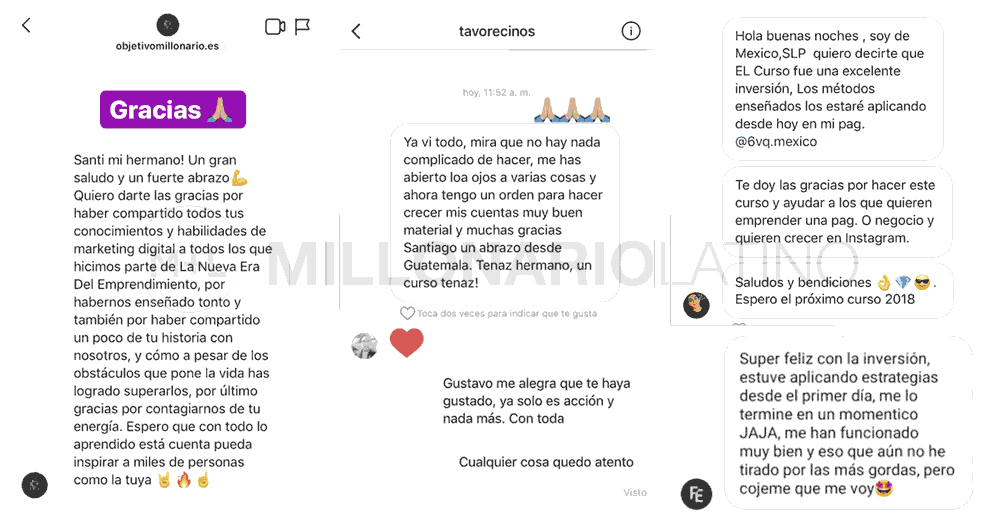 objetivomillonario.es
Gracias 🙏🏼
Santi mi hermano! Un gran
saludo y un fuerte abrazo💪
Quiero darte las gracias por
haber compartido todos tus
conocimientos y habilidades de
marketing digital a todos los que
hicimos parte de La Nueva Era
Del Emprendimiento, por
habernos enseñado tonto y
también por haber compartido
un poco de tu historia con
nosotros, y cómo a pesar de los
obstáculos que pone la vida has
logrado superarlos, por último
gracias por contagiarnos de tu
energía. Espero que con todo lo
aprendido está cuenta pueda
inspirar a miles de personas
como la tuya 🤘🔥☝️
tavorecinos
hoy, 11:52 a. m.
🙏🏼🙏🏼🙏🏼
Ya vi todo, mira que no hay nada
complicado de hacer, me has
abierto loa ojos a varias cosas y
ahora tengo un orden para hacer
crecer mis cuentas muy buen
material y muchas gracias
Santiago un abrazo desde
Guatemala. Tenaz hermano, un
curso tenaz!
Toca dos veces para indicar que te gusta
❤️
Gustavo me alegra que te haya
gustado, ya solo es acción y
nada más. Con toda
Cualquier cosa quedo atento
Visto
Hola buenas noches , soy de
Mexico,SLP quiero decirte que
EL Curso fue una excelente
inversión, Los métodos
enseñados los estaré aplicando
desde hoy en mi pag.
@6vq.mexico
Te doy las gracias por hacer este
curso y ayudar a los que quieren
emprender una pag. O negocio y
quieren crecer en Instagram.
Saludos y bendiciones 👌💎😎 .
Espero el próximo curso 2018
Super feliz con la inversión,
estuve aplicando estrategias
desde el primer día, me lo
termine en un momentico
JAJA, me han funcionado
muy bien y eso que aún no he
tirado por las más gordas, pero
cojeme que me voy🤩
FE
MIL MILLONARIOLATINO